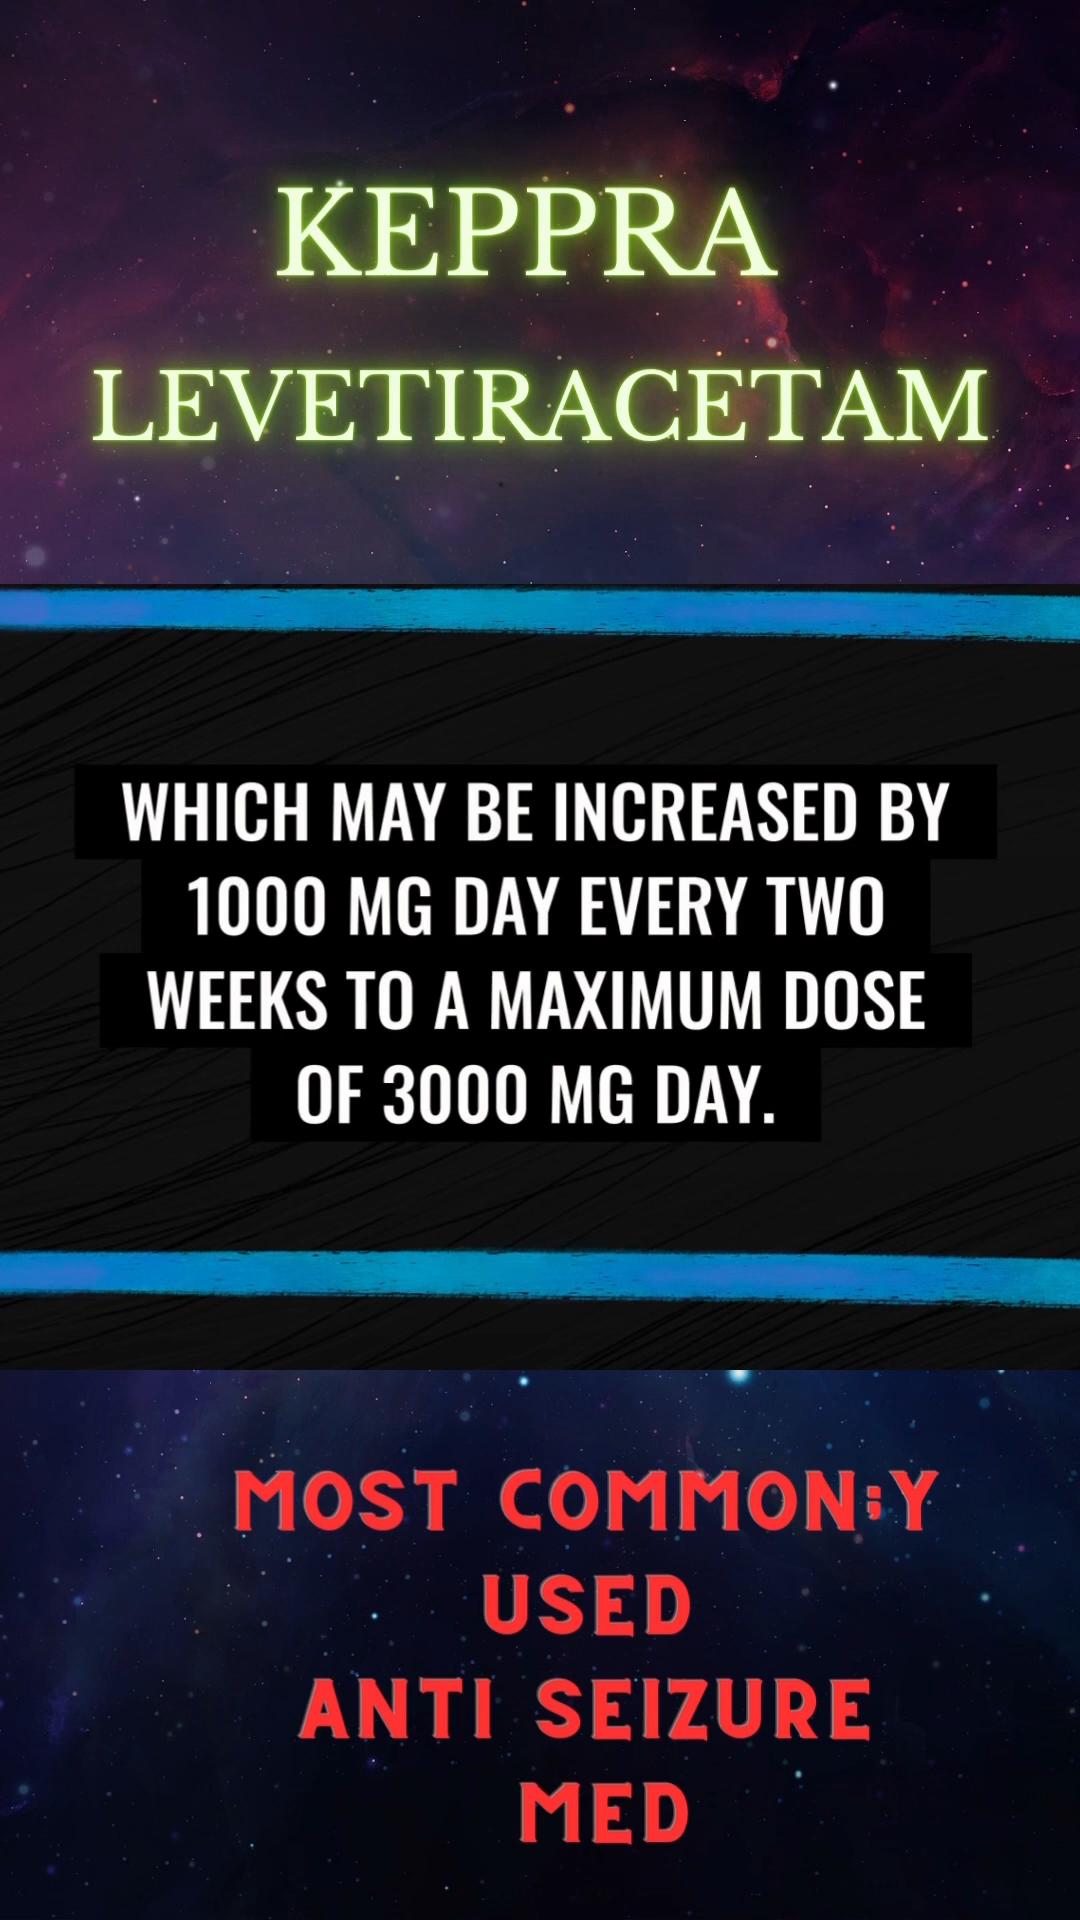 KEPPRA
LEVETIRACETAM
WHICH MAY BE INCREASED BY
1000 MG DAY EVERY TWO
WEEKS TO A MAXIMUM DOSE
OF 3000 MG DAY.
MOST COMMON;Y
USED
ANTI SEIZURE
MED